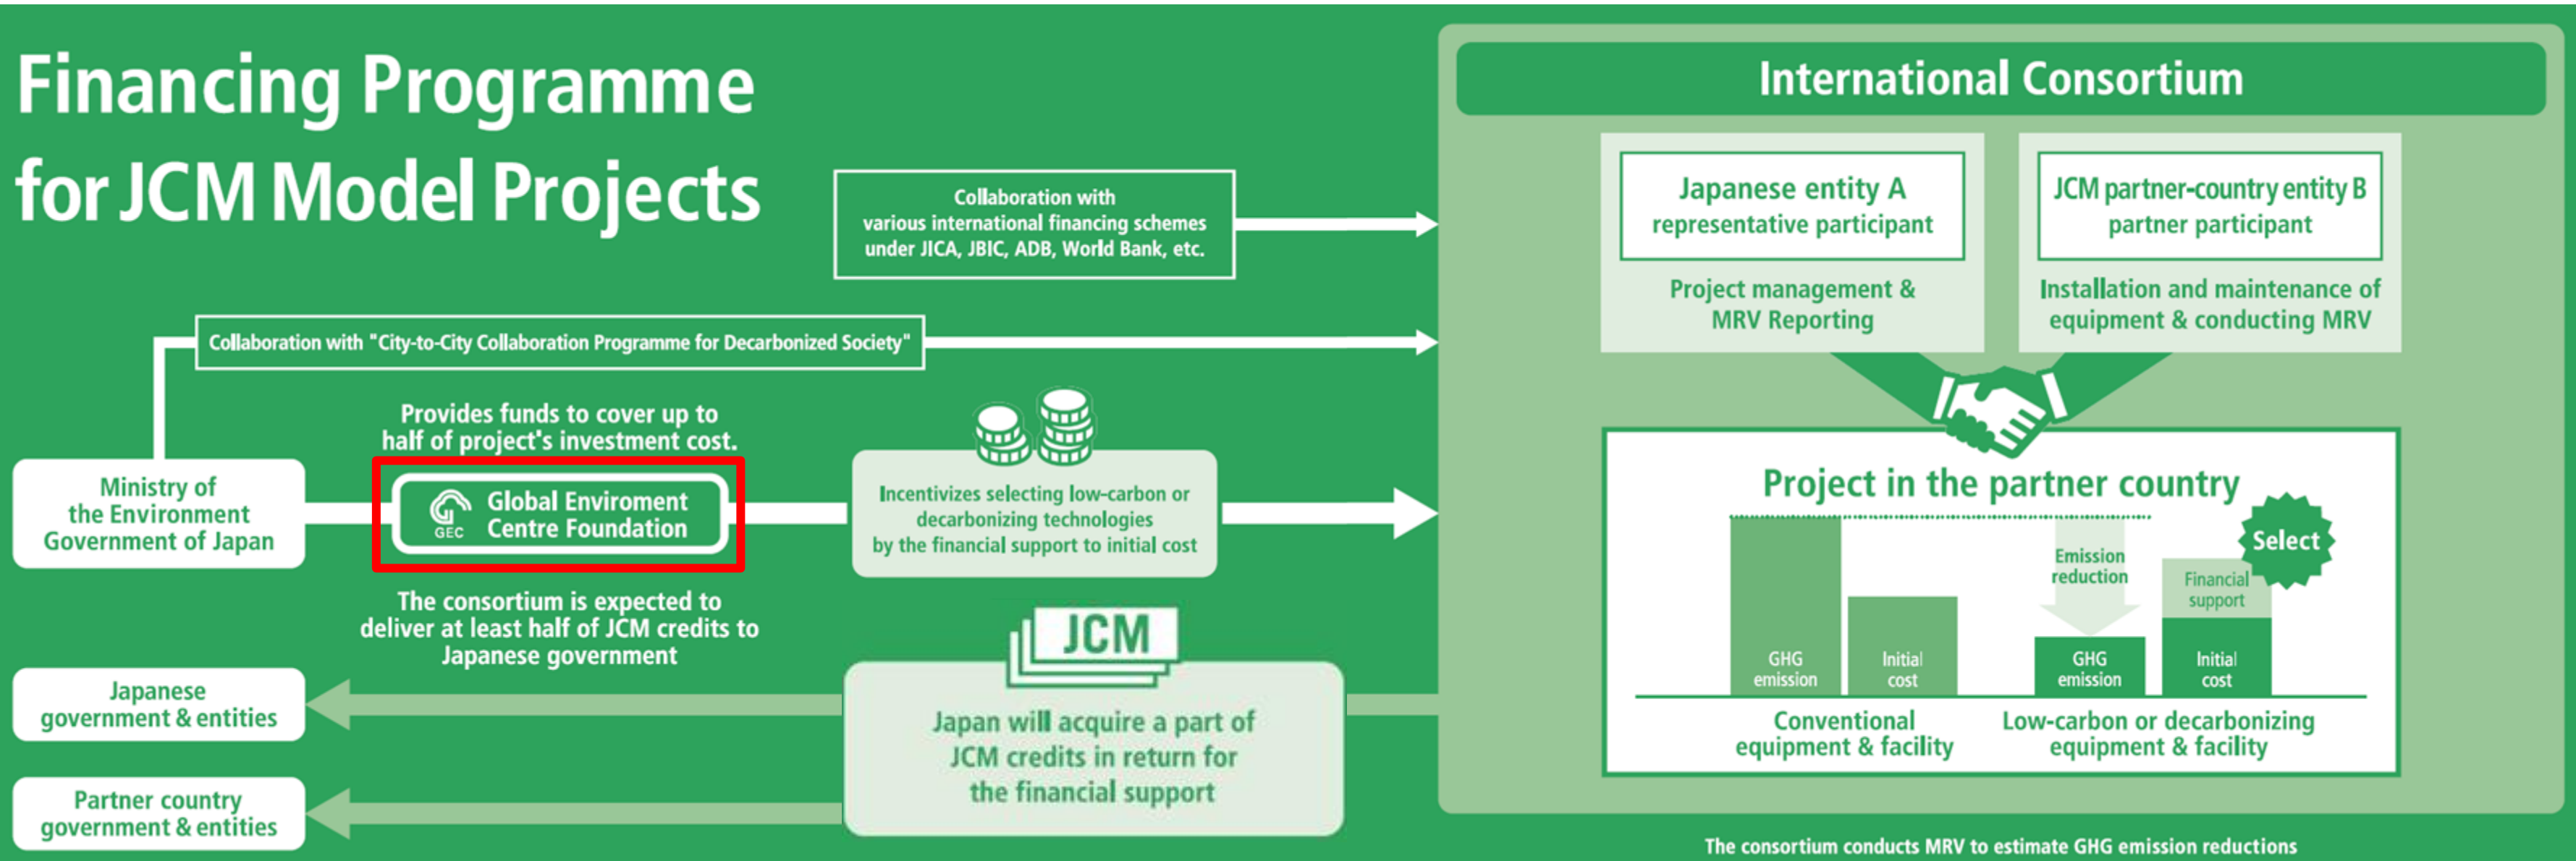 Financing Programme
for JCM Model Projects
Collaboration with
various international financing schemes
under JICA, JBIC, ADB, World Bank, etc.
Collaboration with "City-to-City Collaboration Programme for Decarbonized Society"
Provides funds to cover up to
half of project's investment cost.
Ministry of
the Environment
Government of Japan
GEC
Global Enviroment
Centre Foundation
Incentivizes selecting low-carbon or
decarbonizing technologies
by the financial support to initial cost
The consortium is expected to
deliver at least half of JCM credits to
Japanese government
Japanese
government & entities
Partner country
government & entities
JCM
Japan will acquire a part of
JCM credits in return for
the financial support
International Consortium
Japanese entity A
representative participant
Project management &
MRV Reporting
JCM partner-country entity B
partner participant
Installation and maintenance of
equipment & conducting MRV
Project in the partner country
Select
GHG
emission
Initial
cost
Conventional
equipment & facility
Emission
reduction
GHG
emission
Financial
support
Initial
cost
Low-carbon or decarbonizing
equipment & facility
The consortium conducts MRV to estimate GHG emission reductions